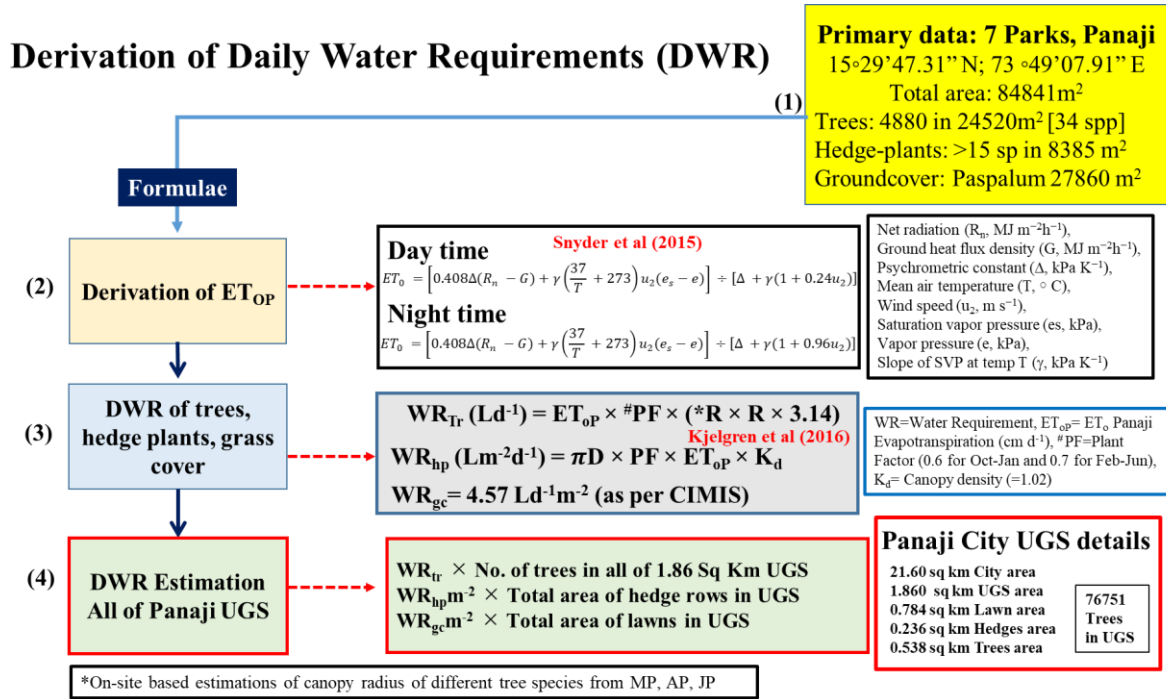 Derivation of Daily Water Requirements (DWR)
Primary data: 7 Parks, Panaji
15◦29’47.31” N; 73 ◦49’07.91” E
Total area: 84841m²
Trees: 4880 in 24520m² [34 spp]
Hedge-plants: >15 sp in 8385 m²
Groundcover: Paspalum 27860 m²
(1)
Formulae
(2)
Derivation of ET_OP
Day time
Snyder et al (2015)
ET₀ = [0.408Δ(Rₙ − G) + γ(37/T + 273)u₂(eₛ − e)] ÷ [Δ + γ(1 + 0.24u₂)]
Night time
ET₀ = [0.408Δ(Rₙ − G) + γ(37/T + 273)u₂(eₛ − e)] ÷ [Δ + γ(1 + 0.96u₂)]
Net radiation (Rₙ, MJ m⁻²h⁻¹),
Ground heat flux density (G, MJ m⁻²h⁻¹),
Psychrometric constant (Δ, kPa K⁻¹),
Mean air temperature (T, ◦ C),
Wind speed (u₂, m s⁻¹),
Saturation vapor pressure (es, kPa),
Vapor pressure (e, kPa),
Slope of SVP at temp T (γ, kPa K⁻¹)
(3)
DWR of trees,
hedge plants, grass
cover
WR_Tr (Ld⁻¹) = ET_oP × #PF × (*R × R × 3.14)
Kjelgren et al (2016)
WR_hp (Lm⁻²d⁻¹) = πD × PF × ET_oP × K_d
WR_gc= 4.57 Ld⁻¹m⁻² (as per CIMIS)
WR=Water Requirement, ET_oP= ET_o Panaji
Evapotranspiration (cm d⁻¹), #PF=Plant
Factor (0.6 for Oct-Jan and 0.7 for Feb-Jun),
K_d= Canopy density (=1.02)
(4)
DWR Estimation
All of Panaji UGS
WR_tr × No. of trees in all of 1.86 Sq Km UGS
WR_hp m⁻² × Total area of hedge rows in UGS
WR_gc m⁻² × Total area of lawns in UGS
Panaji City UGS details
21.60 sq km City area
1.860 sq km UGS area
0.784 sq km Lawn area
0.236 sq km Hedges area
0.538 sq km Trees area
76751
Trees
in UGS
*On-site based estimations of canopy radius of different tree species from MP, AP, JP